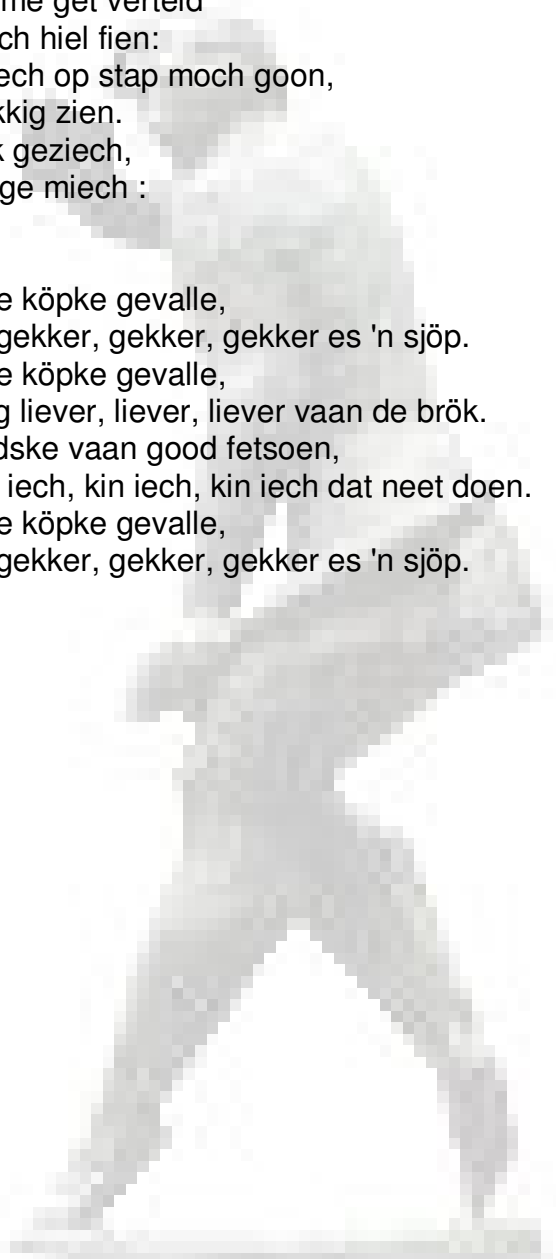 me get verteld
ch hiel fien:
ech op stap moch goon,
kkig zien.
k geziech,
ge miech :
e köpke gevalle,
gekker, gekker, gekker es 'n sjöp.
e köpke gevalle,
g liever, liever, liever vaan de brök.
dske vaan good fetsoen,
iech, kin iech, kin iech dat neet doen.
e köpke gevalle,
gekker, gekker, gekker es 'n sjöp.